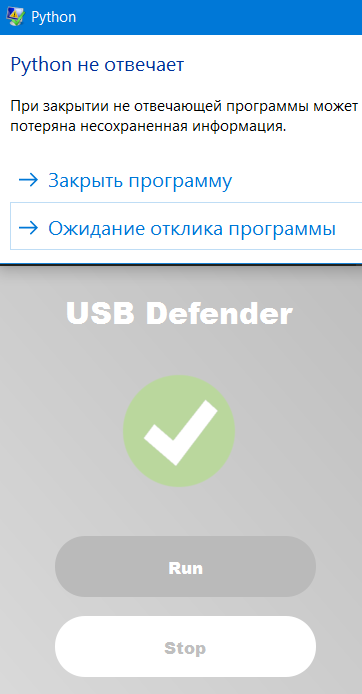 Python
Python не отвечает
При закрытии не отвечающей программы может
потеряна несохраненная информация.
Закрыть программу
Ожидание отклика программы
USB Defender
Run
Stop